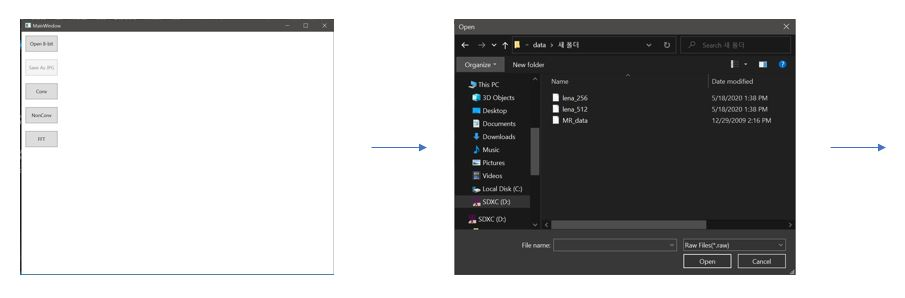 MainWindow
Open 8-bit
Save As JPG
Conv
NonConv
FFT
Open
data
새 폴더
Search 새 폴더
Organize
New folder
Name
Date modified
This PC
3D Objects
Desktop
Documents
Downloads
Music
Pictures
Videos
Local Disk (C:)
SDXC (D:)
SDXC (D:)
lena_256 5/18/2020 1:38 PM
lena_512 5/18/2020 1:38 PM
MR_data 12/29/2009 2:16 PM
File name:
Raw Files(*.raw)
Open
Cancel